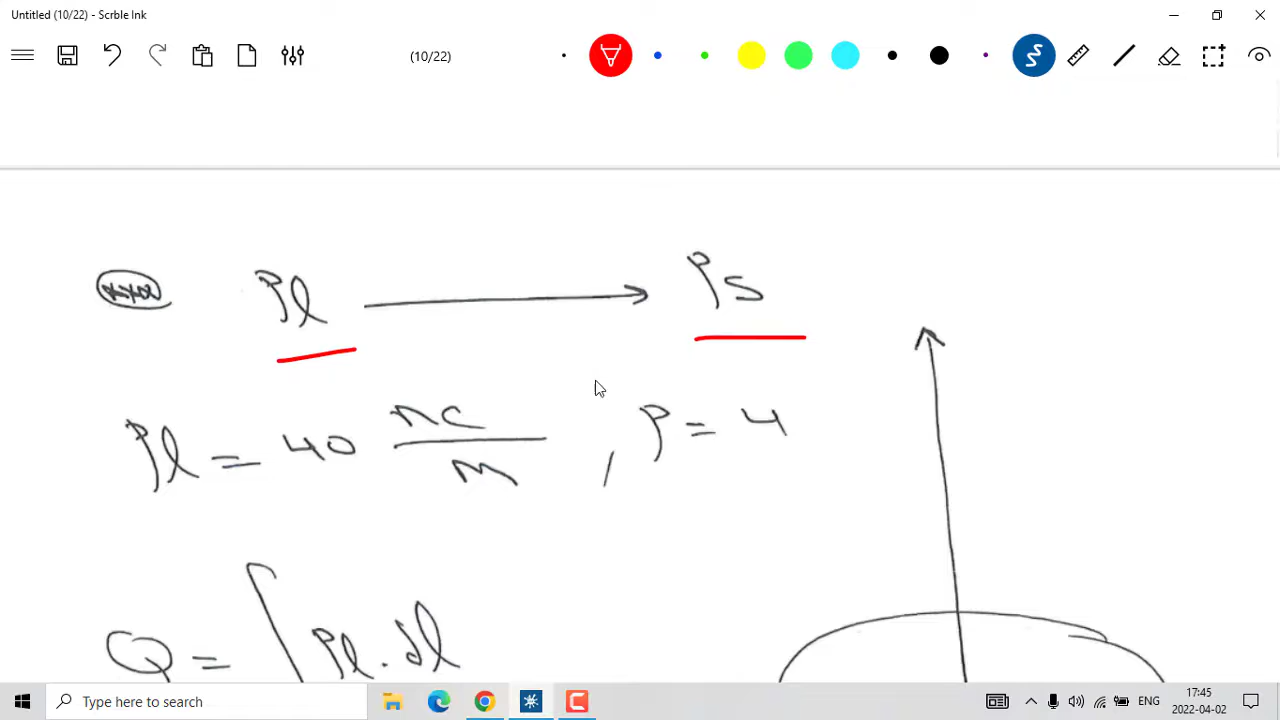 Untitled (10/22) - Scrble Ink
(10/22)
ρl ⟶ ρs
ρl = 40 nC/m , ρ = 4
Q = ∫ ρl . dl
Type here to search
ENG
17:45
2022-04-02